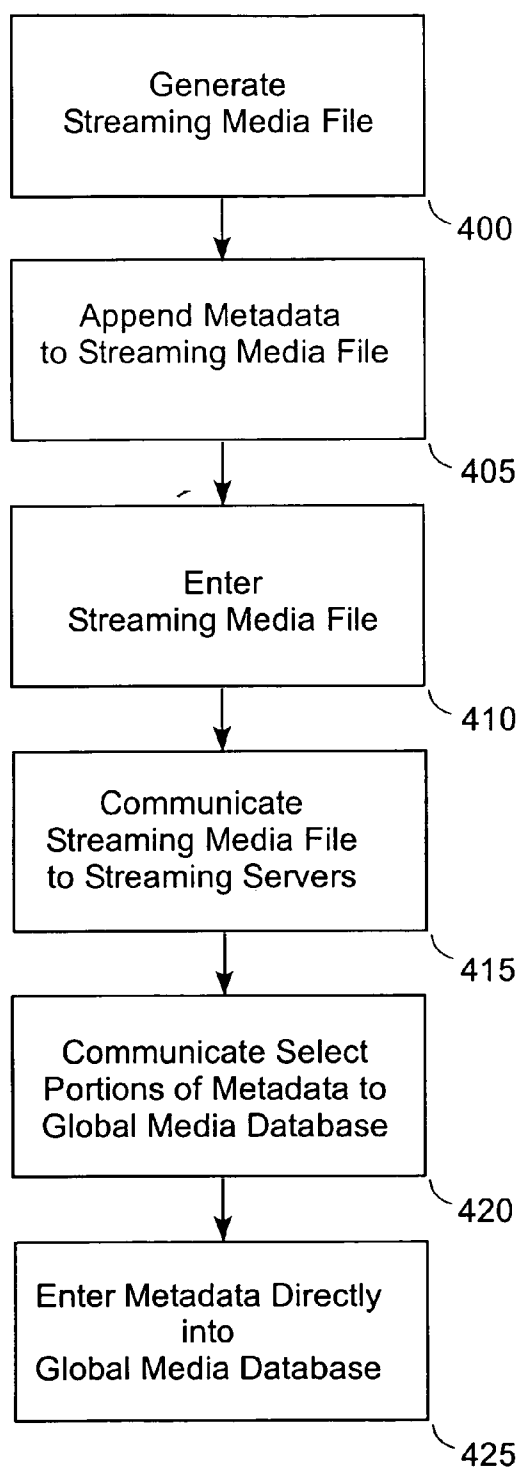 Generate
Streaming Media File
400
Append Metadata
to Streaming Media File
405
Enter
Streaming Media File
410
Communicate
Streaming Media File
to Streaming Servers
415
Communicate Select
Portions of Metadata to
Global Media Database
420
Enter Metadata Directly
into
Global Media Database
425